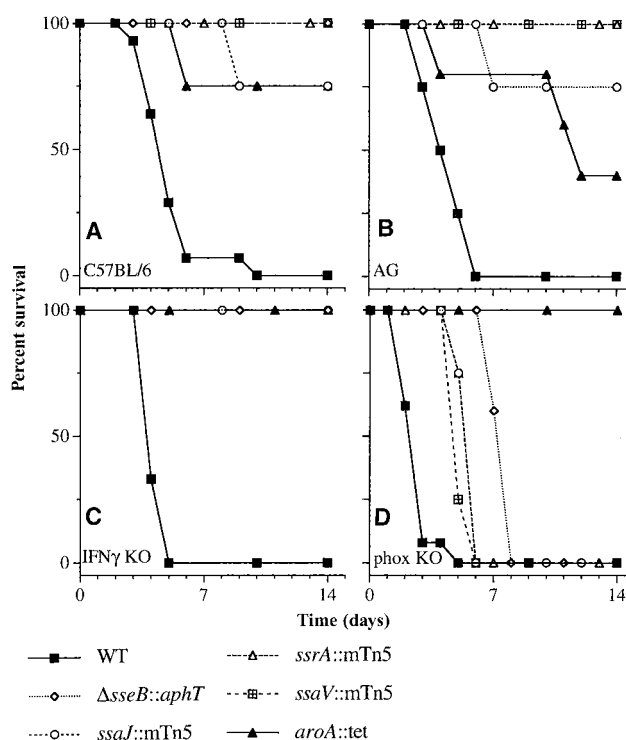 100
50
0
A
C57BL/6
B
AG
100
50
0
C
IFNγ KO
D
phox KO
0 7 14 0 7 14
Percent survival
Time (days)
WT
ssrA::mTn5
ΔsseB::aphT
ssaV::mTn5
ssaJ::mTn5
aroA::tet